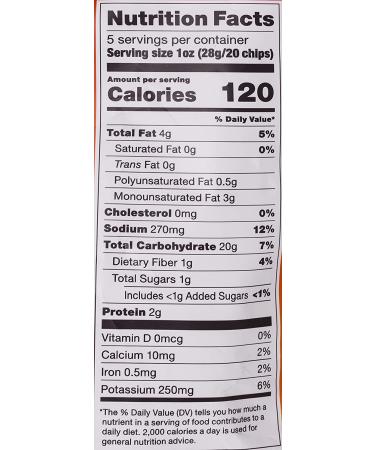 Nutrition Facts
5 servings per container
Serving size 1oz (28g/20 chips)
Amount per serving
Calories 120
% Daily Value*
Total Fat 4g 5%
Saturated Fat 0g 0%
Trans Fat 0g
Polyunsaturated Fat 0.5g
Monounsaturated Fat 3g
Cholesterol 0mg 0%
Sodium 270mg 12%
Total Carbohydrate 20g 7%
Dietary Fiber 1g 4%
Total Sugars 1g
Includes <1g Added Sugars <1%
Protein 2g
Vitamin D 0mcg 0%
Calcium 10mg 2%
Iron 0.5mg 2%
Potassium 250mg 6%
*The % Daily Value (DV) tells you how much a
nutrient in a serving of food contributes to a
daily diet. 2,000 calories a day is used for
general nutrition advice.